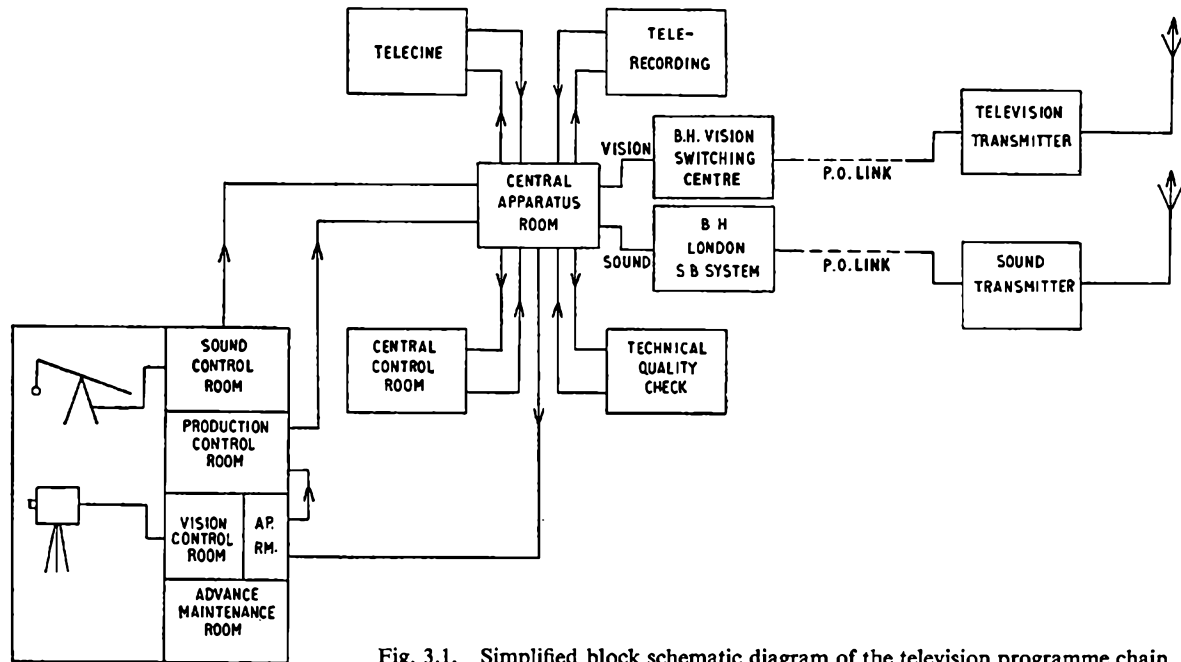 TELECINE
TELE-
RECORDING
VISION
B.H. VISION
SWITCHING
CENTRE
P.O. LINK
TELEVISION
TRANSMITTER
CENTRAL
APPARATUS
ROOM
SOUND
B H
LONDON
S B SYSTEM
P.O. LINK
SOUND
TRANSMITTER
SOUND
CONTROL
ROOM
CENTRAL
CONTROL
ROOM
TECHNICAL
QUALITY
CHECK
PRODUCTION
CONTROL
ROOM
VISION
CONTROL
ROOM
AP.
RM.
ADVANCE
MAINTENANCE
ROOM
Fig. 3.1. Simplified block schematic diagram of the television programme chain